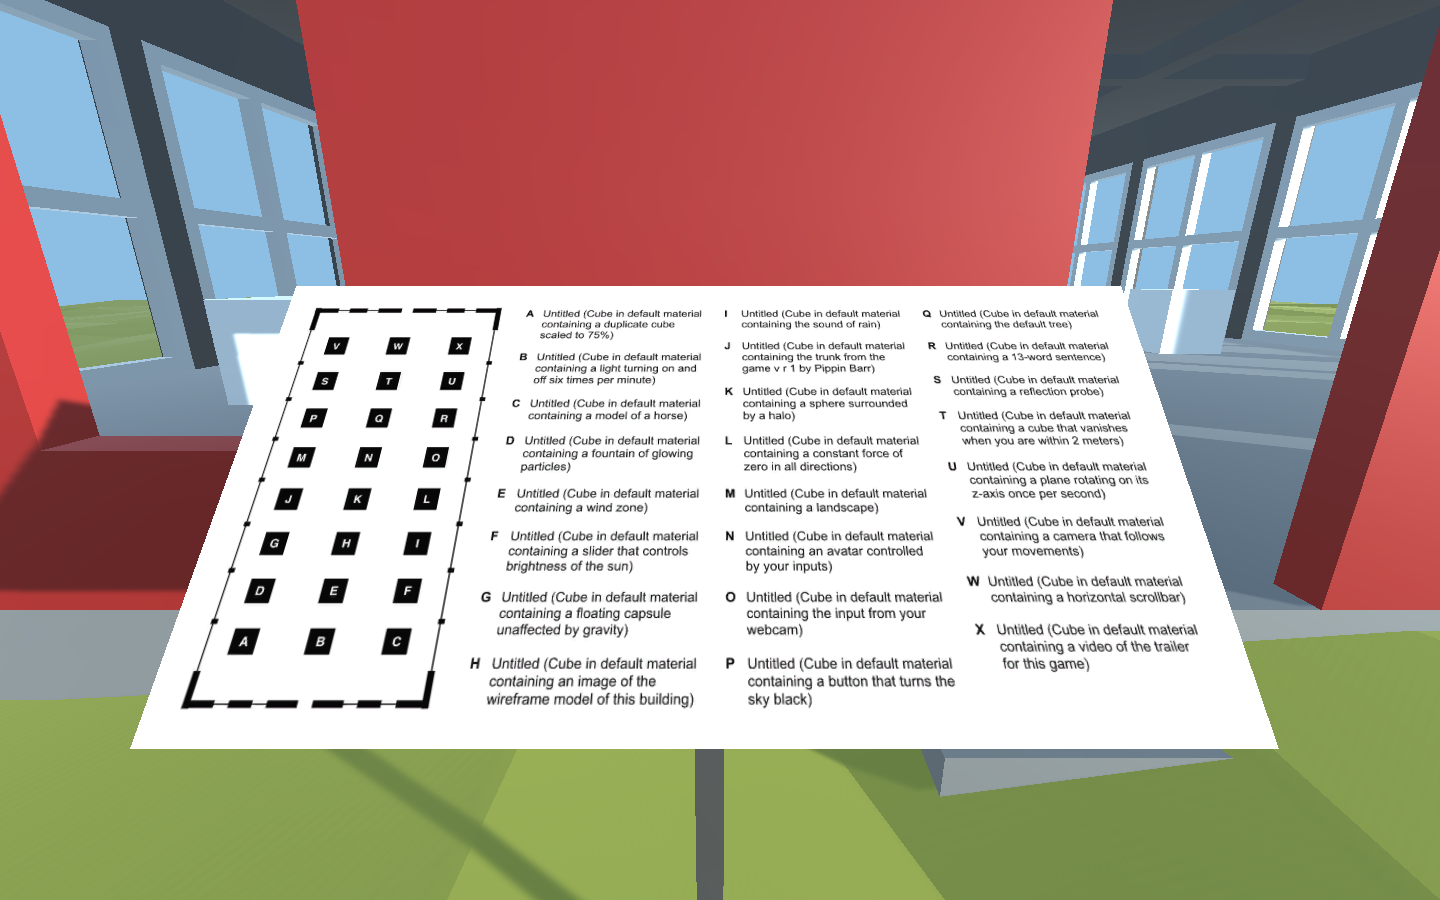 V W X
S T U
P Q R
M N O
J K L
G H I
D E F
A B C
A Untitled (Cube in default material
containing a duplicate cube
scaled to 75%)
B Untitled (Cube in default material
containing a light turning on and
off six times per minute)
C Untitled (Cube in default material
containing a model of a horse)
D Untitled (Cube in default material
containing a fountain of glowing
particles)
E Untitled (Cube in default material
containing a wind zone)
F Untitled (Cube in default material
containing a slider that controls
brightness of the sun)
G Untitled (Cube in default material
containing a floating capsule
unaffected by gravity)
H Untitled (Cube in default material
containing an image of the
wireframe model of this building)
I Untitled (Cube in default material
containing the sound of rain)
J Untitled (Cube in default material
containing the trunk from the
game v r 1 by Pippin Barr)
K Untitled (Cube in default material
containing a sphere surrounded
by a halo)
L Untitled (Cube in default material
containing a constant force of
zero in all directions)
M Untitled (Cube in default material
containing a landscape)
N Untitled (Cube in default material
containing an avatar controlled
by your inputs)
O Untitled (Cube in default material
containing the input from your
webcam)
P Untitled (Cube in default material
containing a button that turns the
sky black)
Q Untitled (Cube in default material
containing the default tree)
R Untitled (Cube in default material
containing a 13-word sentence)
S Untitled (Cube in default material
containing a reflection probe)
T Untitled (Cube in default material
containing a cube that vanishes
when you are within 2 meters)
U Untitled (Cube in default material
containing a plane rotating on its
z-axis once per second)
V Untitled (Cube in default material
containing a camera that follows
your movements)
W Untitled (Cube in default material
containing a horizontal scrollbar)
X Untitled (Cube in default material
containing a video of the trailer
for this game)